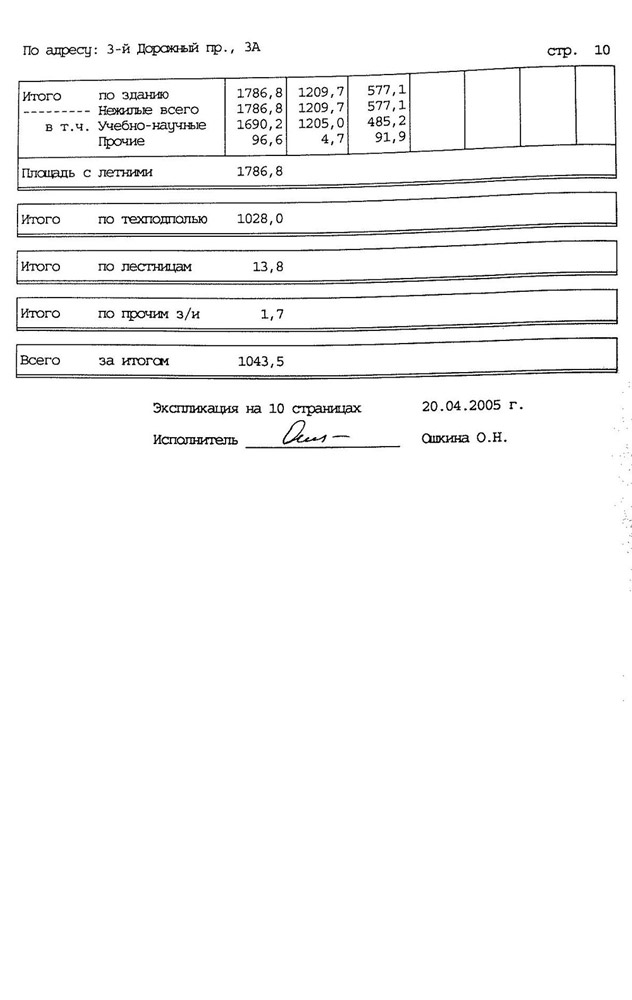 По адресу: 3-й Дорожный пр., 3А стр. 10
Итого по зданию 1786,8 1209,7 577,1
--------- Нежилые всего 1786,8 1209,7 577,1
в т.ч. Учебно-научные 1690,2 1205,0 485,2
Прочие 96,6 4,7 91,9
Площадь с летними 1786,8
Итого по техподполью 1028,0
Итого по лестницам 13,8
Итого по прочим з/и 1,7
Всего за итогом 1043,5
Экспликация на 10 страницах 20.04.2005 г.
Исполнитель Ошкина О.Н.